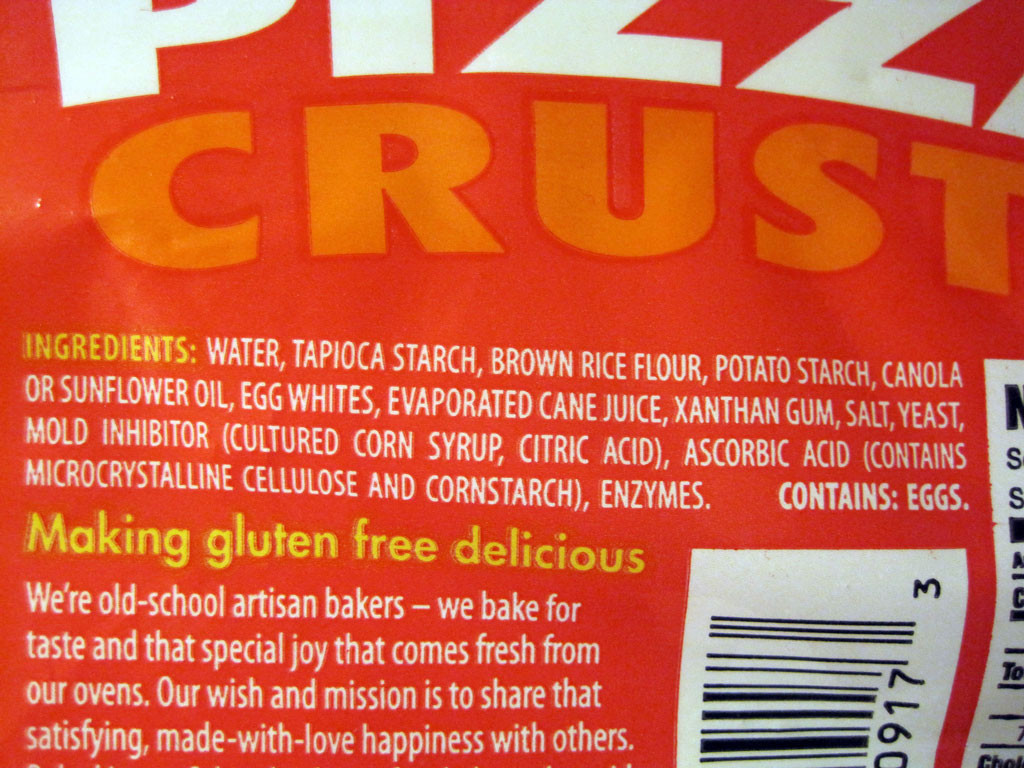 PIZZ
CRUST
INGREDIENTS: WATER, TAPIOCA STARCH, BROWN RICE FLOUR, POTATO STARCH, CANOLA
OR SUNFLOWER OIL, EGG WHITES, EVAPORATED CANE JUICE, XANTHAN GUM, SALT, YEAST,
MOLD INHIBITOR (CULTURED CORN SYRUP, CITRIC ACID), ASCORBIC ACID (CONTAINS
MICROCRYSTALLINE CELLULOSE AND CORNSTARCH), ENZYMES. CONTAINS: EGGS.
Making gluten free delicious
We're old-school artisan bakers – we bake for
taste and that special joy that comes fresh from
our ovens. Our wish and mission is to share that
satisfying, made-with-love happiness with others.
0917 3
To